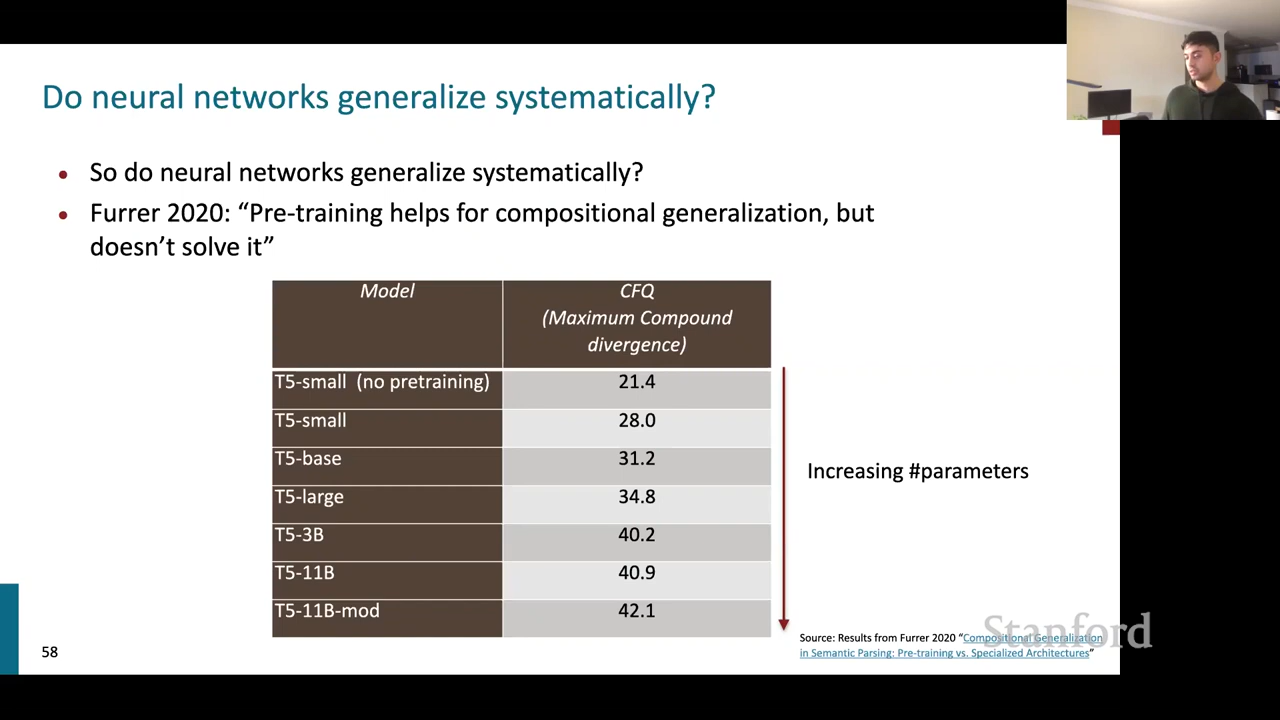 Do neural networks generalize systematically?
• So do neural networks generalize systematically?
• Furrer 2020: “Pre-training helps for compositional generalization, but
doesn’t solve it”
Model
CFQ
(Maximum Compound
divergence)
T5-small (no pretraining) 21.4
T5-small 28.0
T5-base 31.2
T5-large 34.8
T5-3B 40.2
T5-11B 40.9
T5-11B-mod 42.1
Increasing #parameters
Stanford
Source: Results from Furrer 2020 “Compositional Generalization
in Semantic Parsing: Pre-training vs. Specialized Architectures”
58